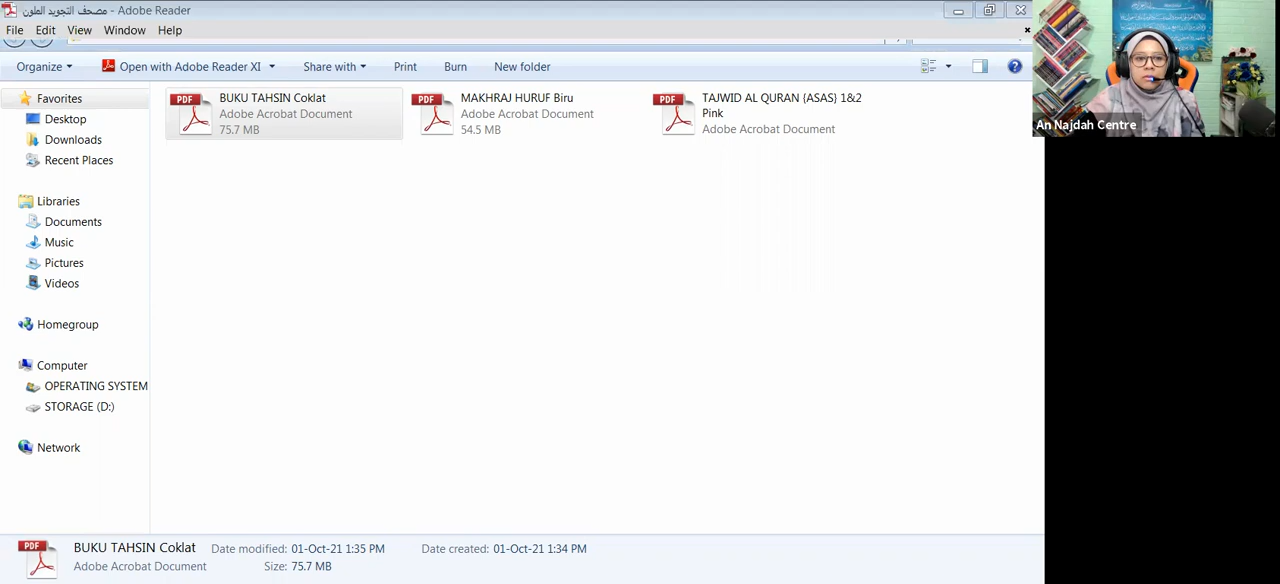 مصحف التجويد الملون - Adobe Reader
File Edit View Window Help
Organize Open with Adobe Reader XI Share with Print Burn New folder
Favorites
Desktop
Downloads
Recent Places
Libraries
Documents
Music
Pictures
Videos
Homegroup
Computer
OPERATING SYSTEM
STORAGE (D:)
Network
PDF
BUKU TAHSIN Coklat
Adobe Acrobat Document
75.7 MB
PDF
MAKHRAJ HURUF Biru
Adobe Acrobat Document
54.5 MB
PDF
TAJWID AL QURAN {ASAS} 1&2
Pink
Adobe Acrobat Document
An Najdah Centre
PDF
BUKU TAHSIN Coklat Date modified: 01-Oct-21 1:35 PM Date created: 01-Oct-21 1:34 PM
Adobe Acrobat Document Size: 75.7 MB